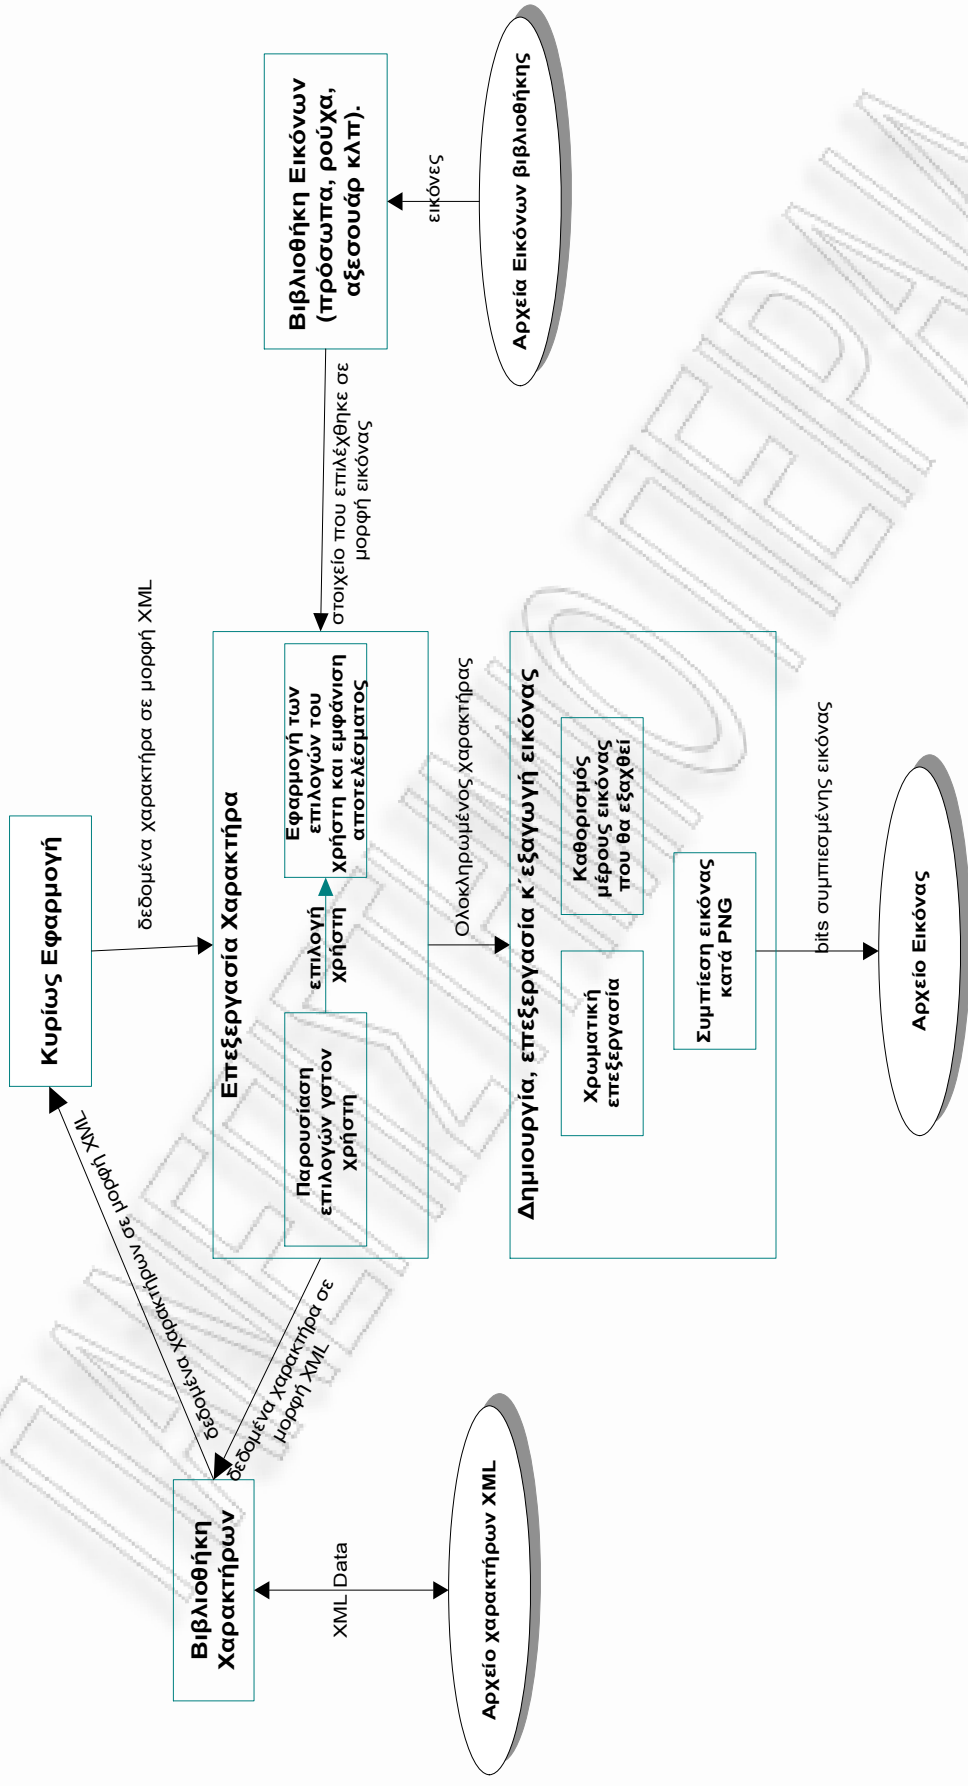 Κυρίως Εφαρμογή
δεδομένα Χαρακτήρων σε μορφή XML
δεδομένα χαρακτήρα σε μορφή XML
Βιβλιοθήκη
Χαρακτήρων
δεδομένα χαρακτήρα σε
μορφή XML
XML Data
Αρχείο χαρακτήρων XML
Επεξεργασία Χαρακτήρα
Παρουσίαση
επιλογών γστον
χρήστη
επιλογή
χρήστη
Εφαρμογή των
επιλογών του
χρήστη και εμφάνιση
αποτελέσματος
στοιχείο που επιλέχθηκε σε
μορφή εικόνας
Βιβλιοθήκη Εικόνων
(πρόσωπα, ρούχα,
αξεσουάρ κλπ).
εικόνες
Αρχεία Εικόνων βιβλιοθήκης
Ολοκληρωμένος χαρακτήρας
Δημιουργία, επεξεργασία κ΄εξαγωγή εικόνας
Χρωματική
επεξεργασία
Καθορισμός
μέρους εικόνας
που θα εξαχθεί
Συμπίεση εικόνας
κατά PNG
bits συμπιεσμένης εικόνας
Αρχείο Εικόνας